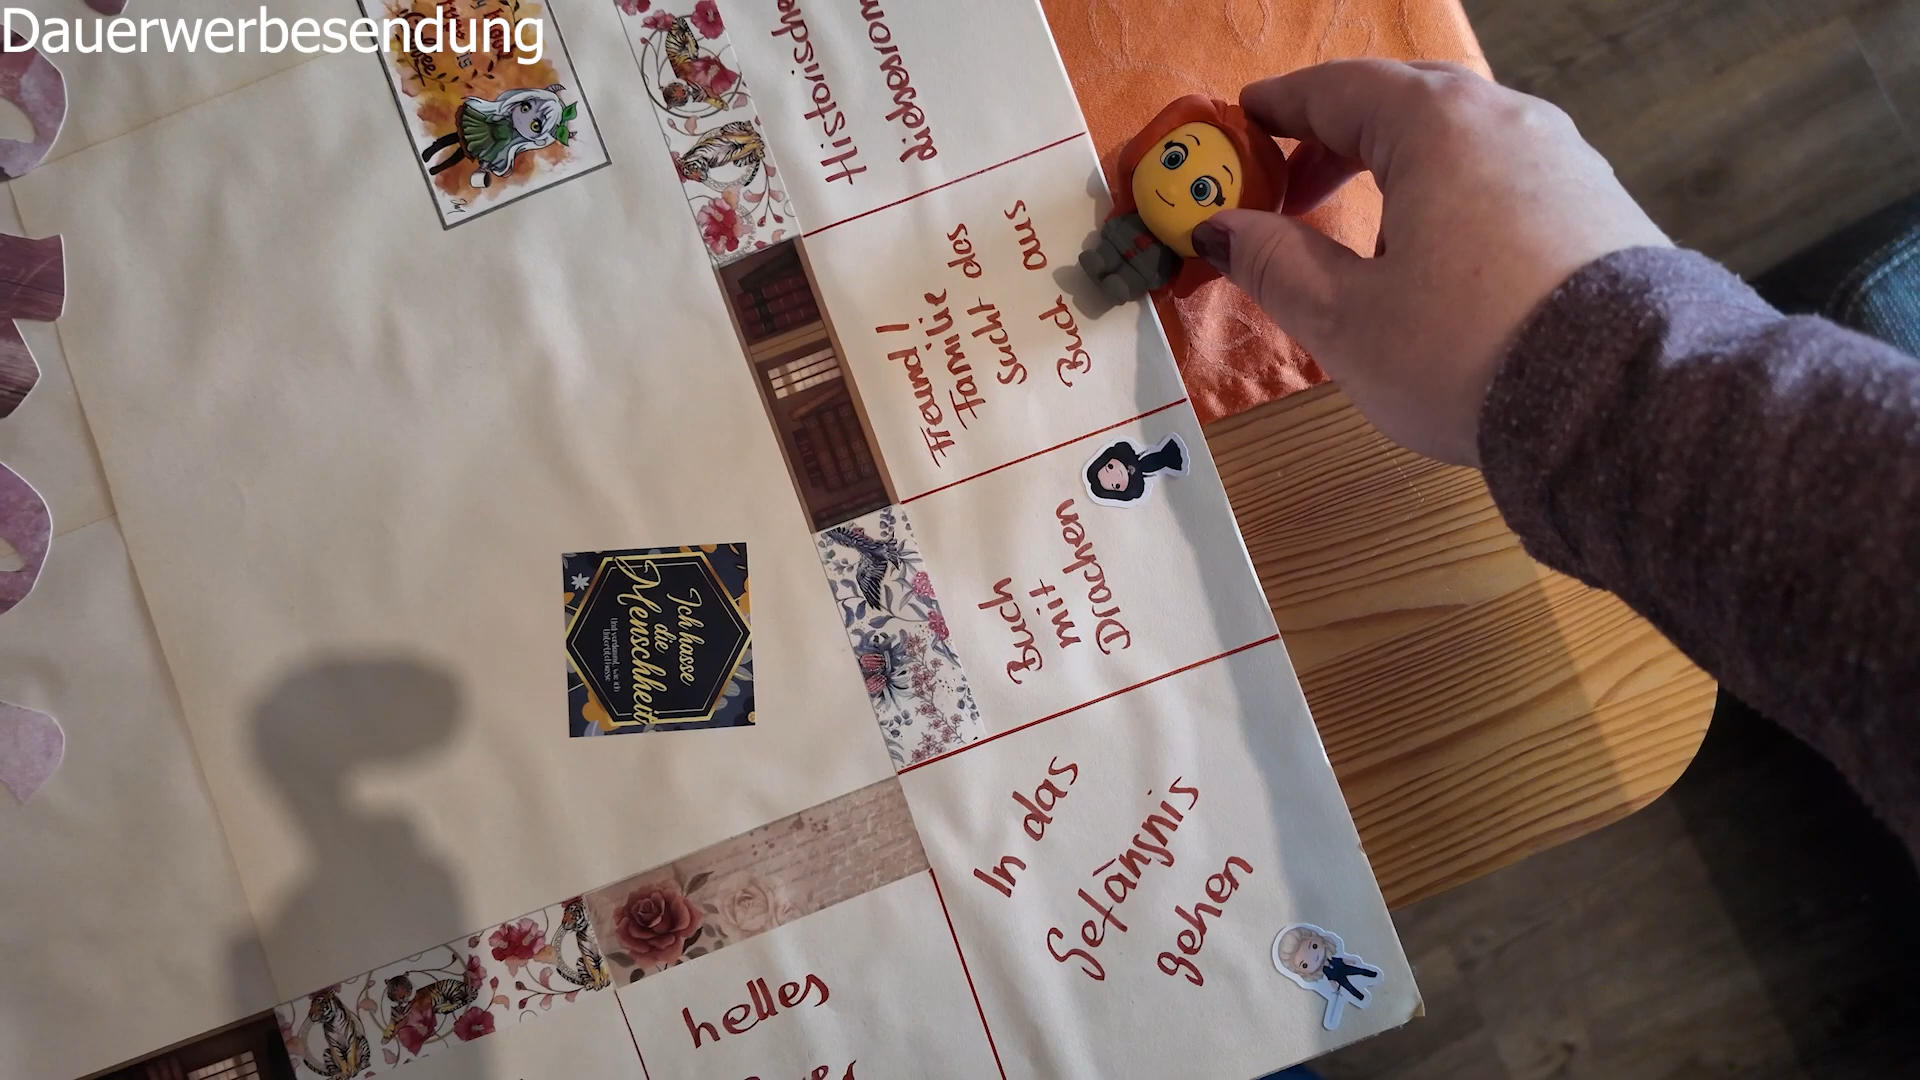 Dauerwerbesendung
Historische
Freund/
Familie
sucht das
Buch aus
Buch
mit
Drachen
In das
Gefängnis
gehen
helles
Ich hasse
die
Menschheit